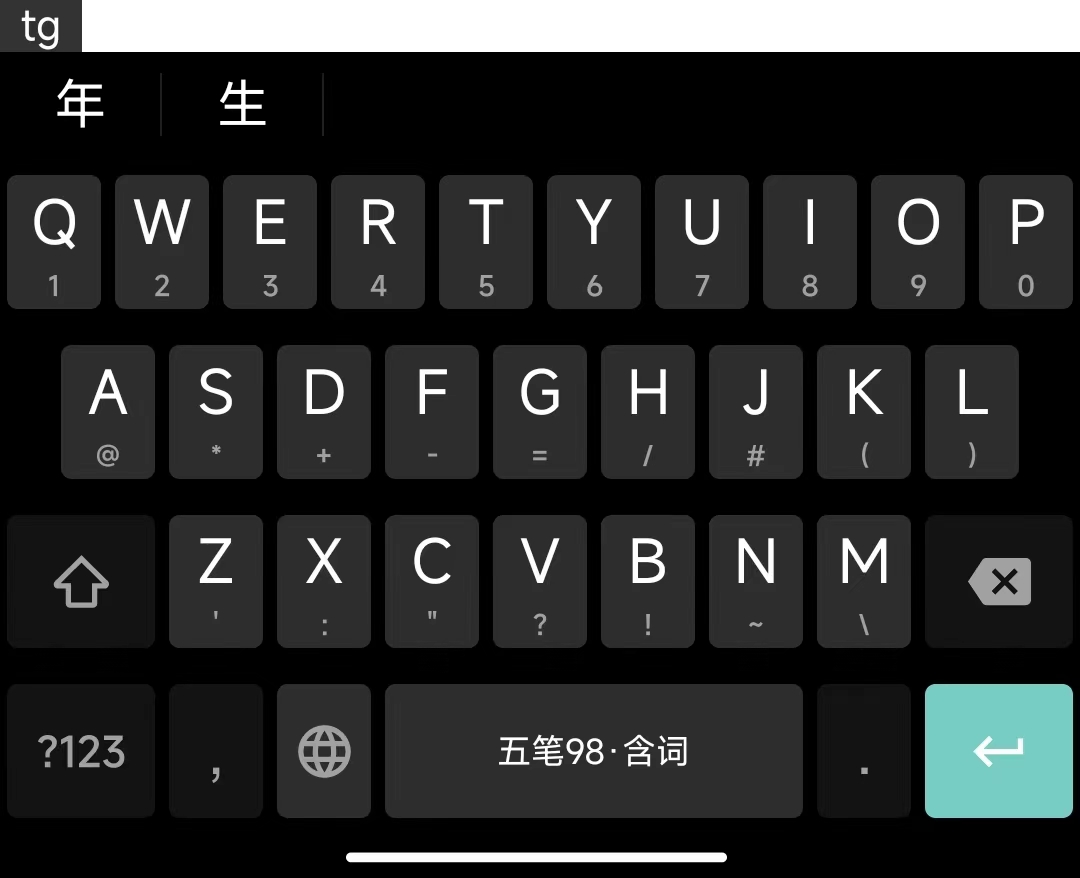 tg
年 生
Q W E R T Y U I O P
1 2 3 4 5 6 7 8 9 0
A S D F G H J K L
@ * + - = / # ( )
Z X C V B N M
' : " ? ! ~ \
?123 , 五笔98·含词 .